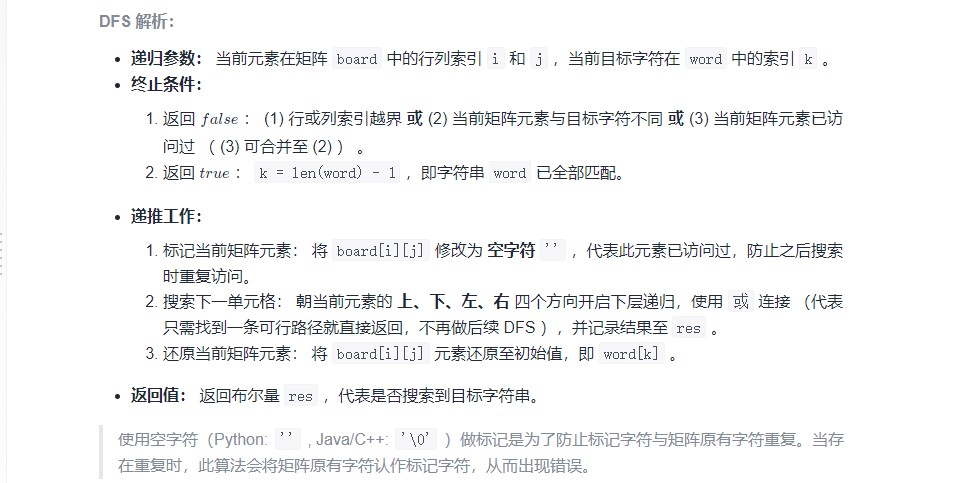 DFS 解析：
• 递归参数： 当前元素在矩阵 board 中的行列索引 i 和 j ，当前目标字符在 word 中的索引 k 。
• 终止条件：
1. 返回 false ： (1) 行或列索引越界 或 (2) 当前矩阵元素与目标字符不同 或 (3) 当前矩阵元素已访
问过 （ (3) 可合并至 (2) ） 。
2. 返回 true ： k = len(word) - 1 ，即字符串 word 已全部匹配。
• 递推工作：
1. 标记当前矩阵元素： 将 board[i][j] 修改为 空字符 '' ，代表此元素已访问过，防止之后搜索
时重复访问。
2. 搜索下一单元格： 朝当前元素的 上、下、左、右 四个方向开启下层递归，使用 或 连接 （代表
只需找到一条可行路径就直接返回，不再做后续 DFS ），并记录结果至 res 。
3. 还原当前矩阵元素： 将 board[i][j] 元素还原至初始值，即 word[k] 。
• 返回值： 返回布尔量 res ，代表是否搜索到目标字符串。
使用空字符（Python: '' , Java/C++: '\0' ）做标记是为了防止标记字符与矩阵原有字符重复。当存
在重复时，此算法会将矩阵原有字符认作标记字符，从而出现错误。